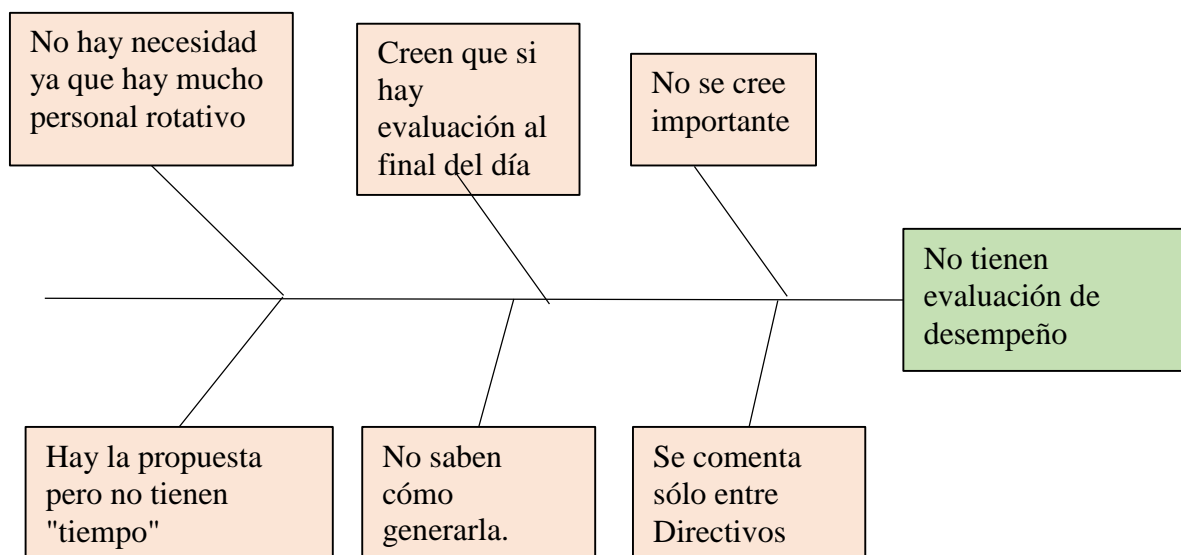 No hay necesidad
ya que hay mucho
personal rotativo
Creen que si
hay
evaluación al
final del día
No se cree
importante
No tienen
evaluación de
desempeño
Hay la propuesta
pero no tienen
"tiempo"
No saben
cómo
generarla.
Se comenta
sólo entre
Directivos